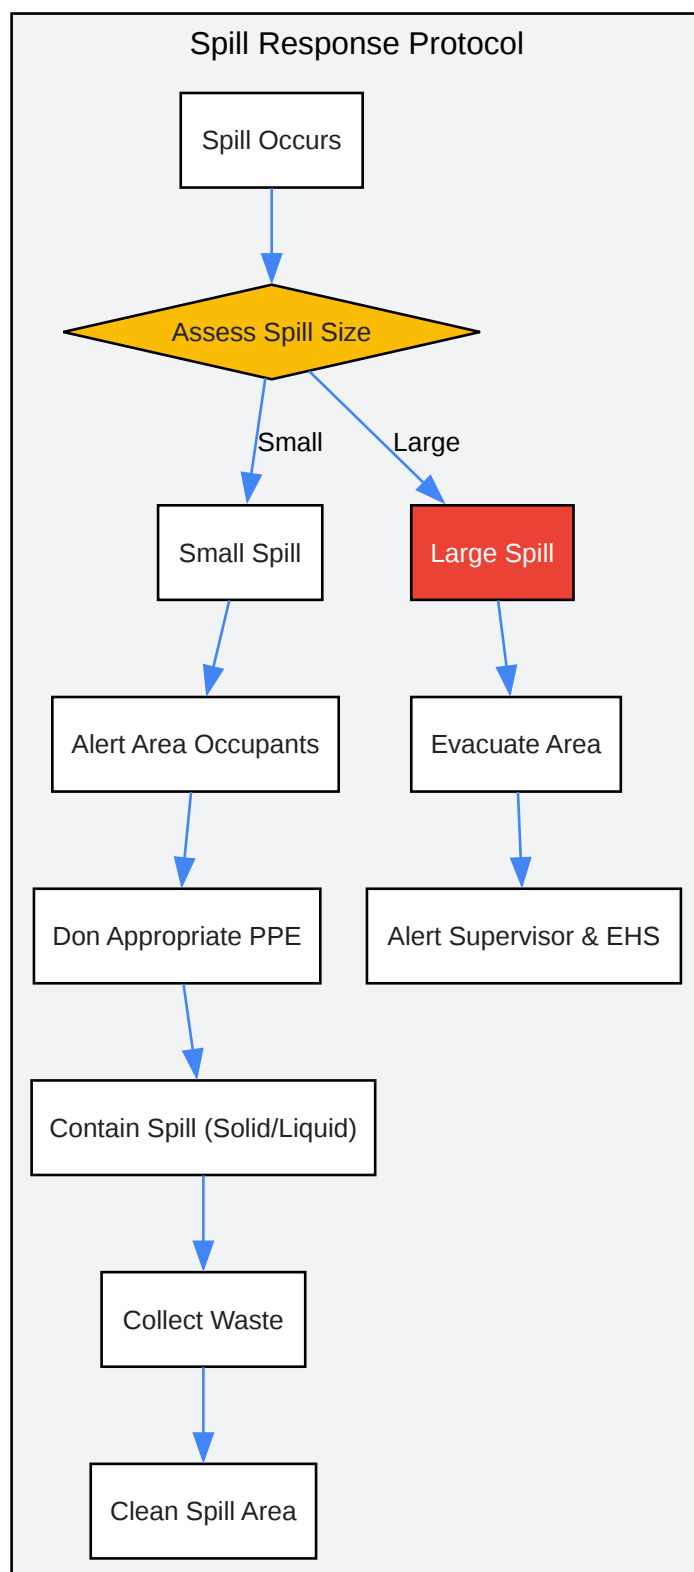 Spill Response Protocol
Spill Occurs
Assess Spill Size
Small
Large
Small Spill
Large Spill
Alert Area Occupants
Evacuate Area
Don Appropriate PPE
Alert Supervisor & EHS
Contain Spill (Solid/Liquid)
Collect Waste
Clean Spill Area